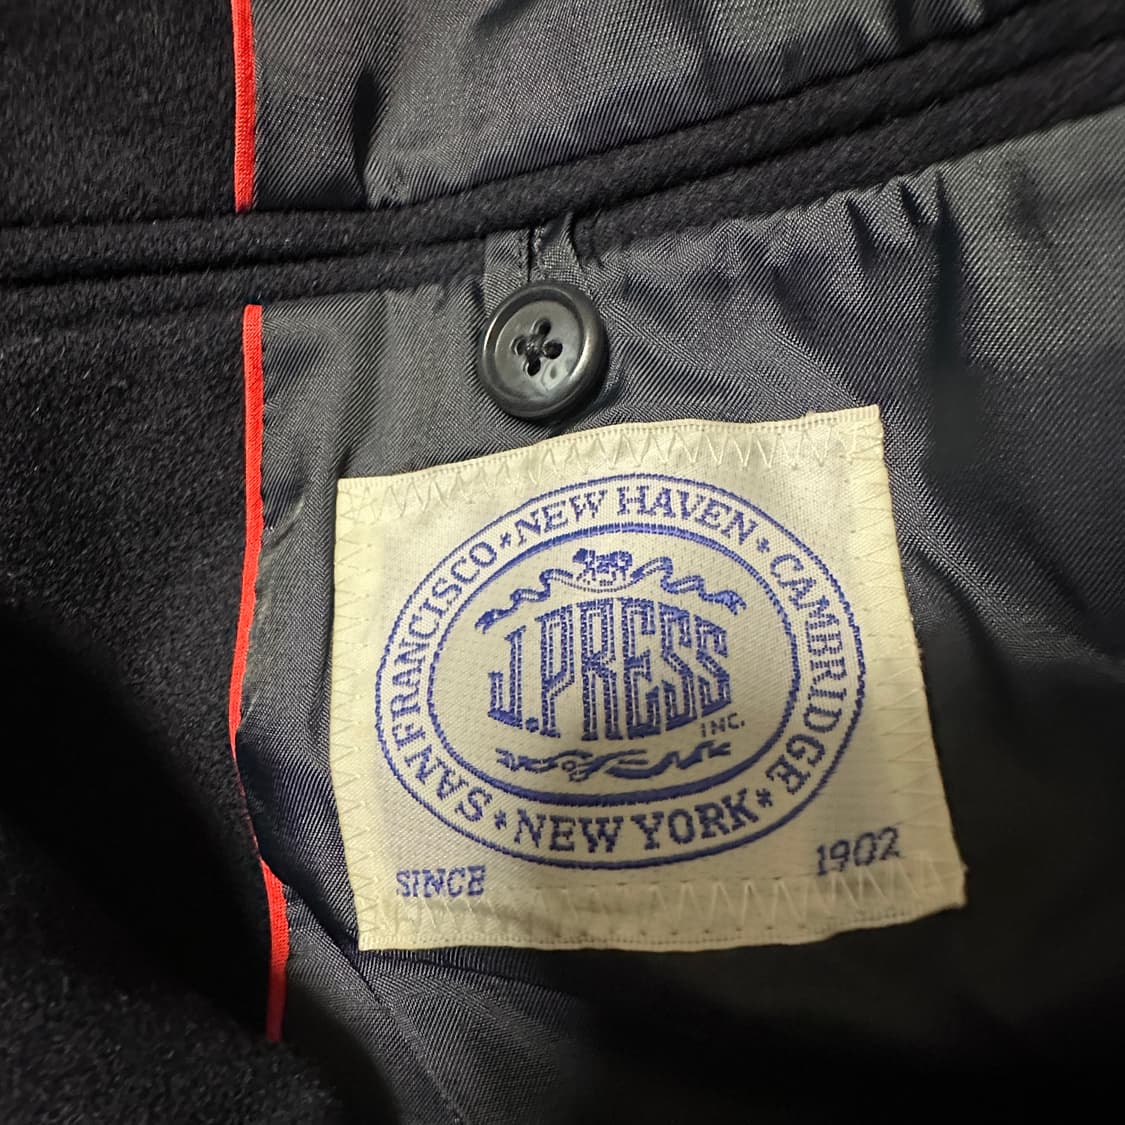 SAN FRANCISCO * NEW HAVEN * CAMBRIDGE
J.PRESS
INC.
* NEW YORK *
SINCE 1902